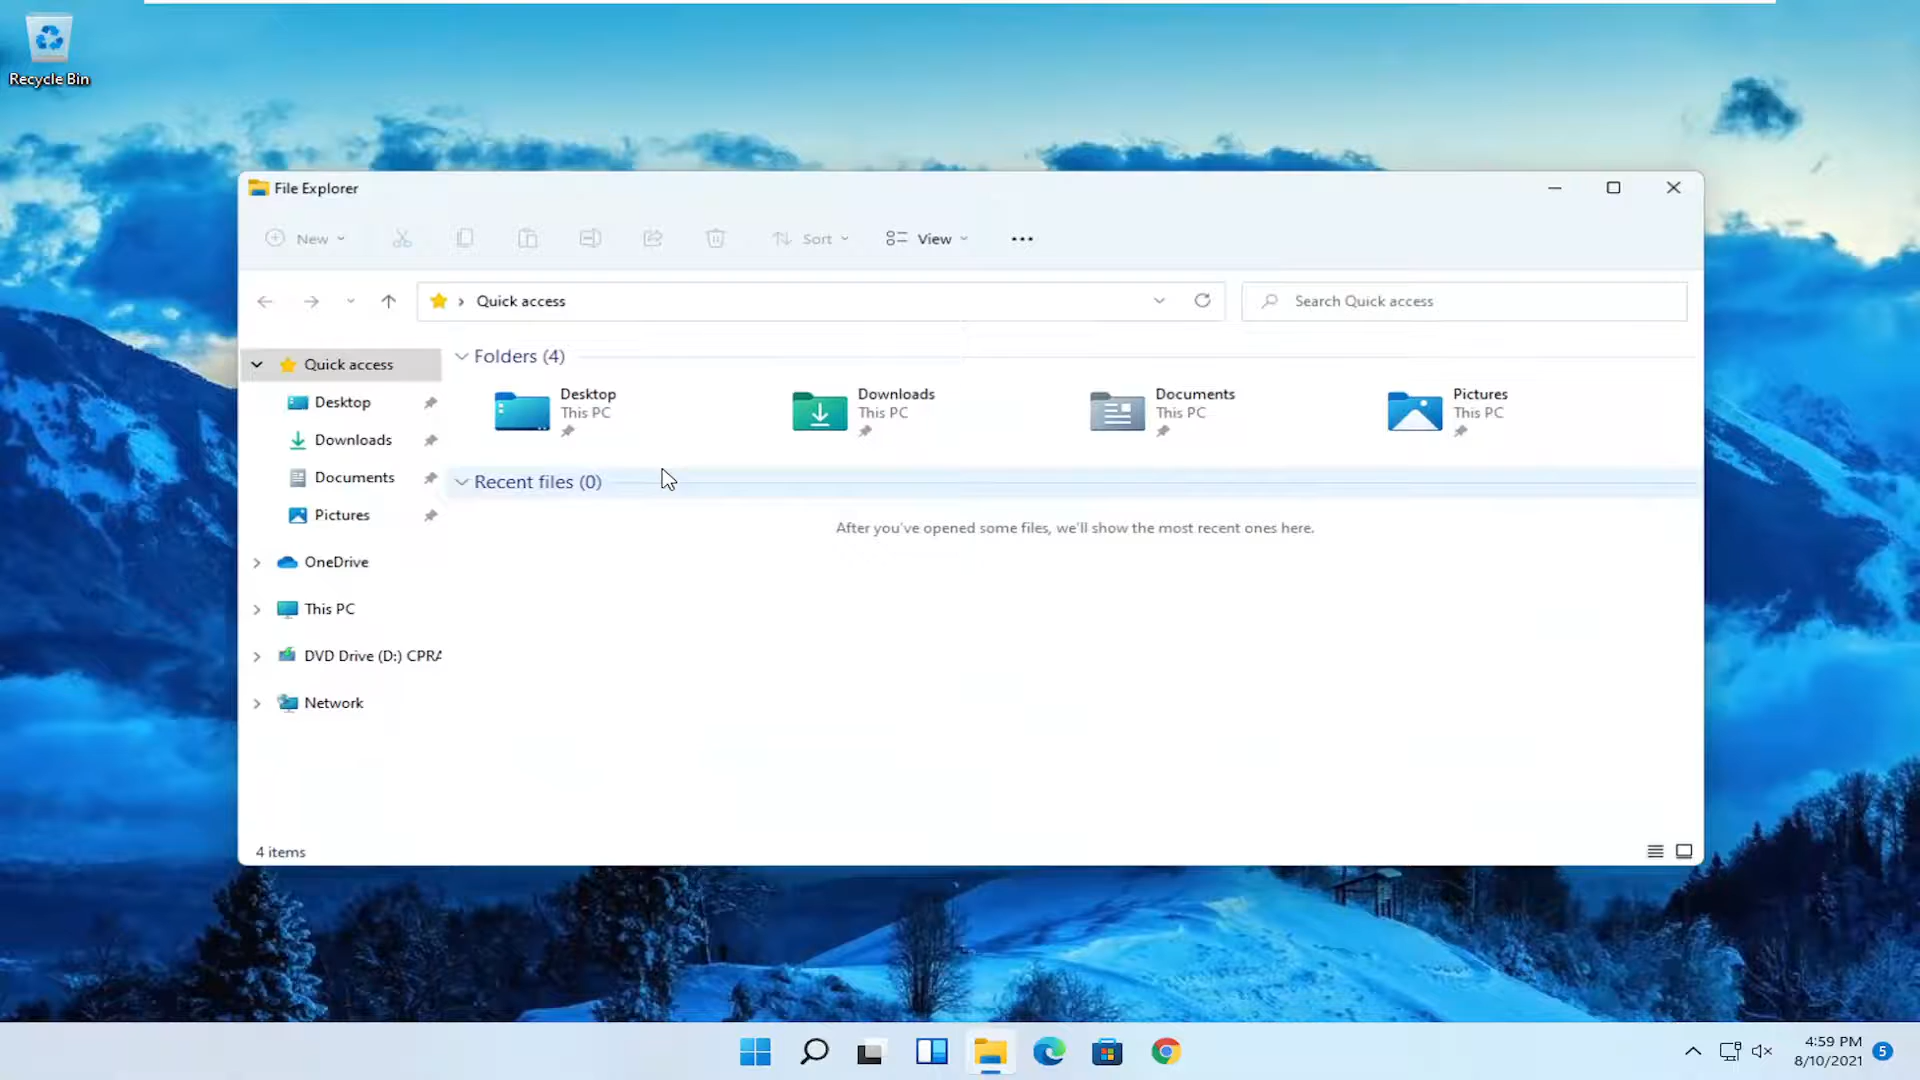 Recycle Bin
File Explorer
New
Sort
View
Quick access
Search Quick access
Quick access
Desktop
Downloads
Documents
Pictures
OneDrive
This PC
DVD Drive (D:) CPRA
Network
Folders (4)
Desktop
This PC
Downloads
This PC
Documents
This PC
Pictures
This PC
Recent files (0)
After you've opened some files, we'll show the most recent ones here.
4 items
4:59 PM
8/10/2021
5